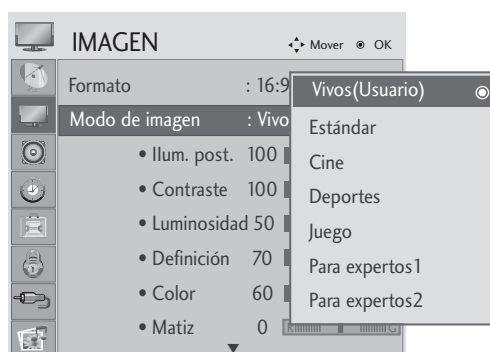 IMAGEN
Mover OK
Formato : 16:9
Modo de imagen : Vivo
• Ilum. post. 100
• Contraste 100
• Luminosidad 50
• Definición 70
• Color 60
• Matiz 0 R G
Vivos(Usuario)
Estándar
Cine
Deportes
Juego
Para expertos1
Para expertos2